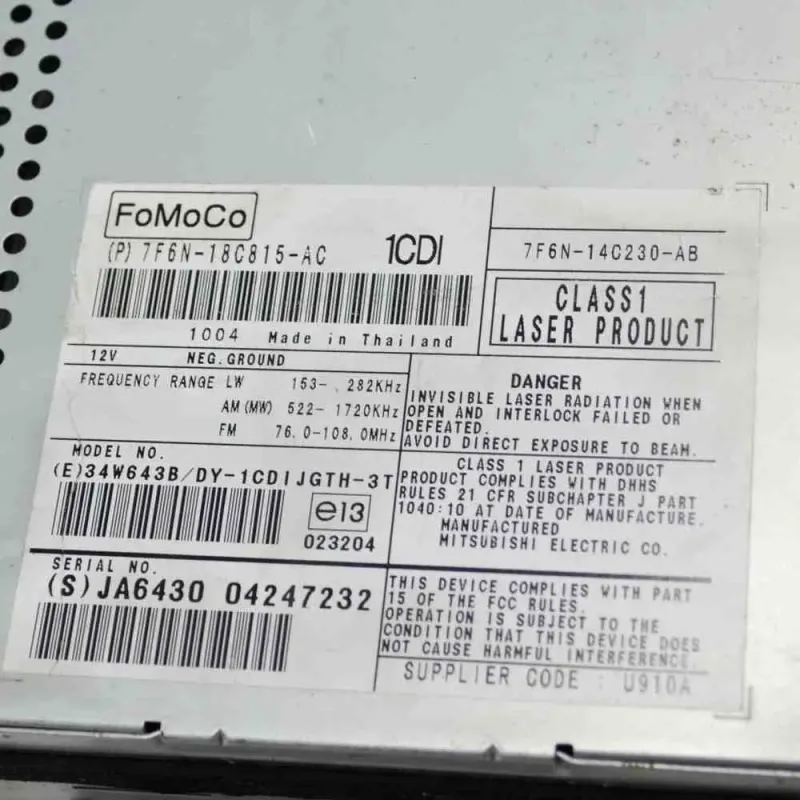 FoMoCo
(P) 7F6N-18C815-AC 1CDI
1004 Made in Thailand
7F6N-14C230-AB
CLASS1
LASER PRODUCT
12V NEG.GROUND
FREQUENCY RANGE LW 153- 282KHz
AM (MW) 522- 1720KHz
FM 76.0-108.0MHz
DANGER
INVISIBLE LASER RADIATION WHEN
OPEN AND INTERLOCK FAILED OR
DEFEATED.
AVOID DIRECT EXPOSURE TO BEAM.
MODEL NO.
(E)34W643B/DY-1CDIJGTH-3T
e13
023204
CLASS 1 LASER PRODUCT
PRODUCT COMPLIES WITH DHHS
RULES 21 CFR SUBCHAPTER J PART
1040:10 AT DATE OF MANUFACTURE.
MANUFACTURED
MITSUBISHI ELECTRIC CO.
SERIAL NO.
(S)JA6430 04247232
THIS DEVICE COMPLIES WITH PART
15 OF THE FCC RULES.
OPERATION IS SUBJECT TO THE
CONDITION THAT THIS DEVICE DOES
NOT CAUSE HARMFUL INTERFERENCE.
SUPPLIER CODE : U910A